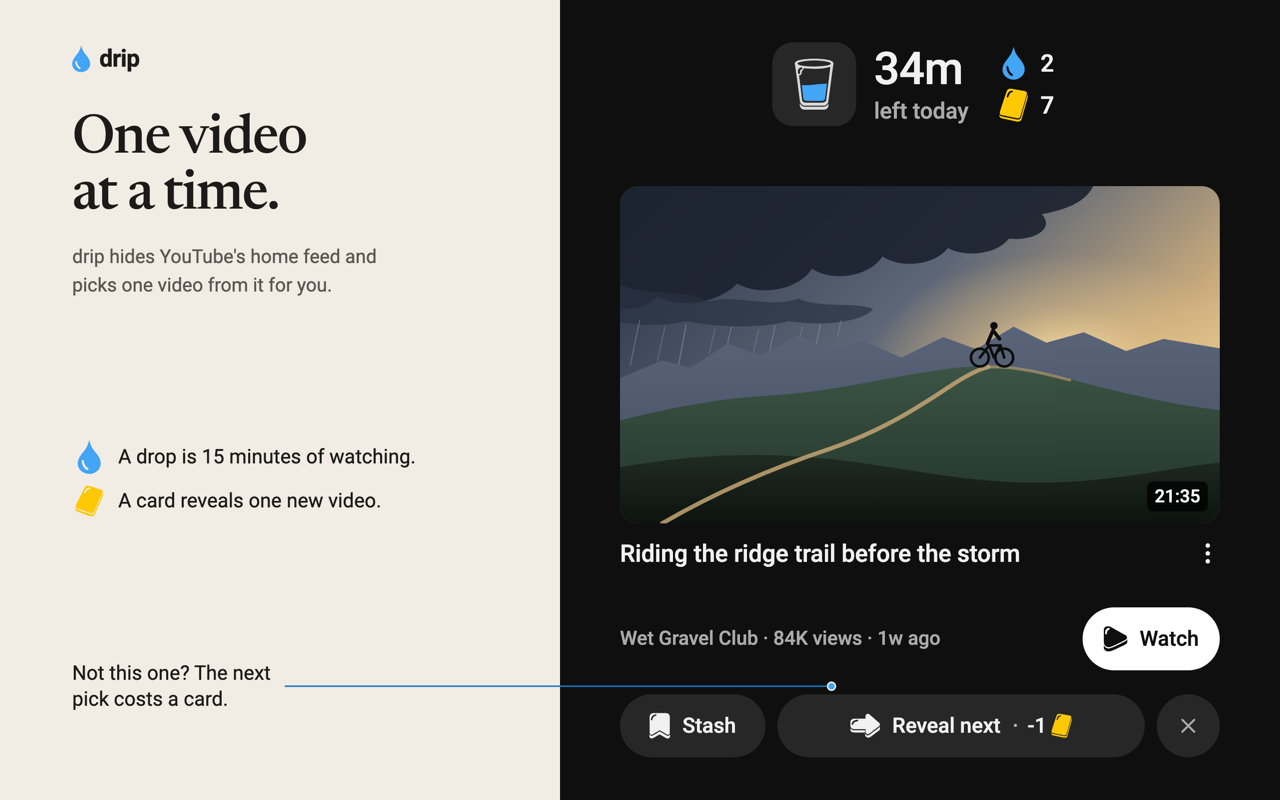 drip
One video
at a time.
drip hides YouTube's home feed and
picks one video from it for you.
A drop is 15 minutes of watching.
A card reveals one new video.
Not this one? The next
pick costs a card.
34m
left today
2
7
21:35
Riding the ridge trail before the storm
Wet Gravel Club · 84K views · 1w ago
Watch
Stash
Reveal next · -1